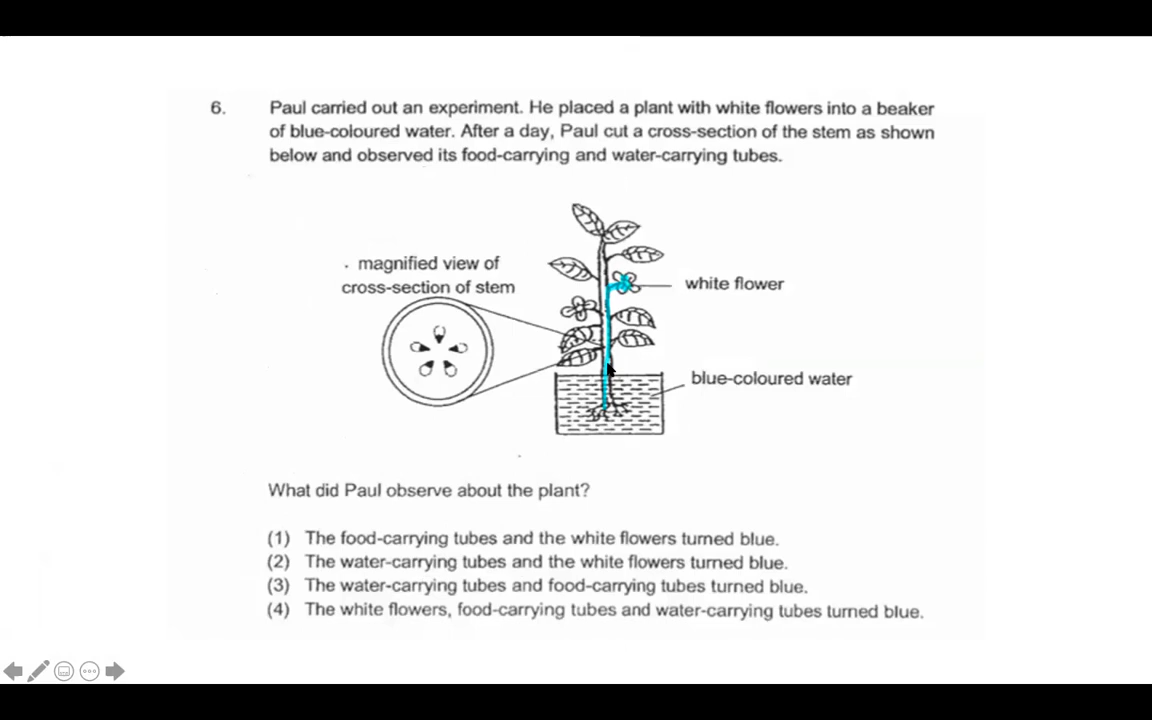 6. Paul carried out an experiment. He placed a plant with white flowers into a beaker
of blue-coloured water. After a day, Paul cut a cross-section of the stem as shown
below and observed its food-carrying and water-carrying tubes.
magnified view of
cross-section of stem
white flower
blue-coloured water
What did Paul observe about the plant?
(1) The food-carrying tubes and the white flowers turned blue.
(2) The water-carrying tubes and the white flowers turned blue.
(3) The water-carrying tubes and food-carrying tubes turned blue.
(4) The white flowers, food-carrying tubes and water-carrying tubes turned blue.